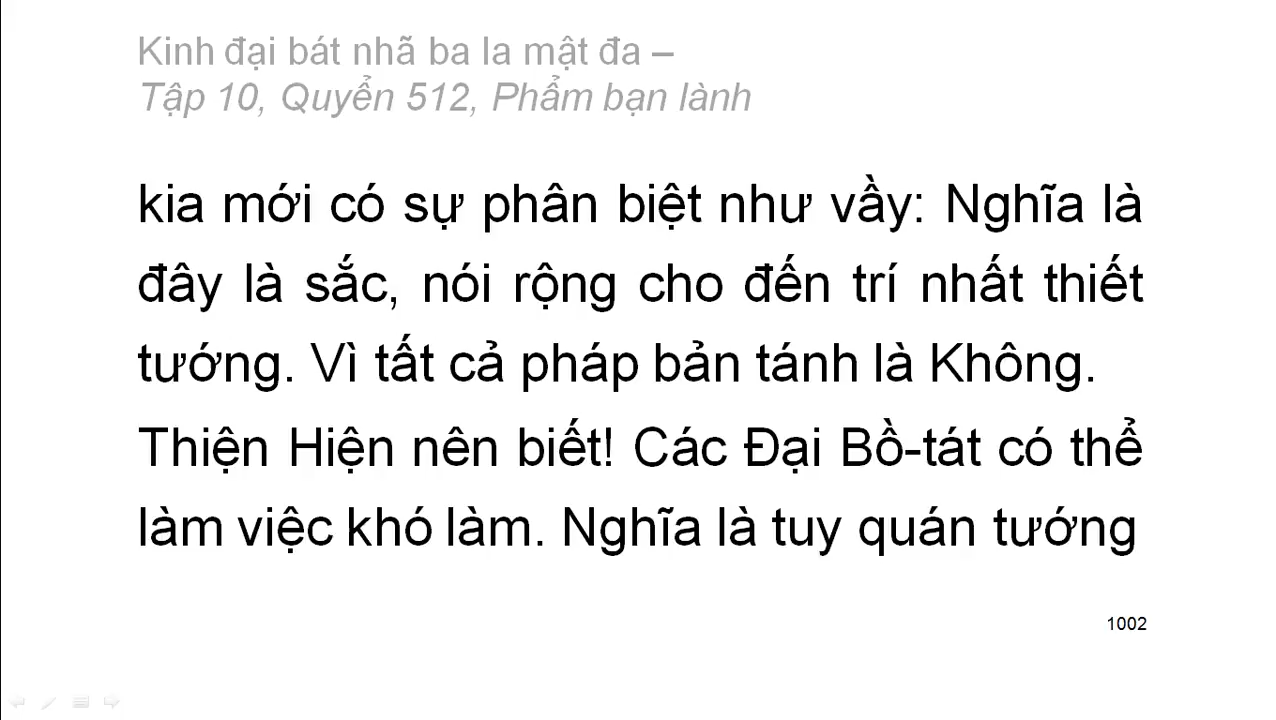 Kinh đại bát nhã ba la mật đa –
Tập 10, Quyển 512, Phẩm bạn lành
kia mới có sự phân biệt như vầy: Nghĩa là
đây là sắc, nói rộng cho đến trí nhất thiết
tướng. Vì tất cả pháp bản tánh là Không.
Thiện Hiện nên biết! Các Đại Bồ-tát có thể
làm việc khó làm. Nghĩa là tuy quán tướng
1002